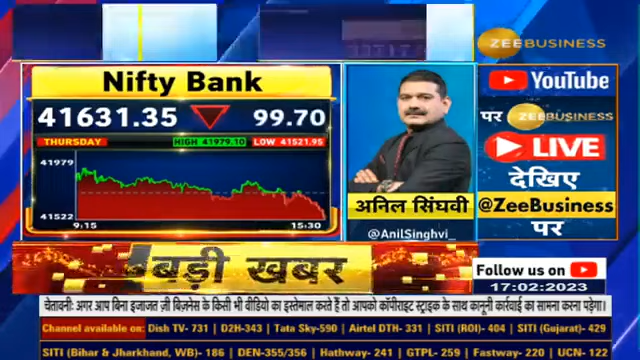 ZEE BUSINESS
Nifty Bank
41631.35 99.70
THURSDAY HIGH 41979.10 LOW 41521.95
41979
41522
9:15 15:30
अनिल सिंघवी
@AnilSinghvi_
YouTube
पर ZEE BUSINESS
LIVE
देखिए
@ZeeBusiness
पर
बड़ी खबर
Follow us on
17:02:2023
चेतावनी: अगर आप बिना इजाजत ज़ी बिज़नेस के किसी भी वीडियो का इस्तेमाल करते हैं तो आपको कॉपीराइट स्ट्राइक के साथ कानूनी कार्रवाई का सामना करना पड़ेगा।
Channel available on: Dish TV- 731 | D2H-343 | Tata Sky-590 | Airtel DTH- 331 | SITI (ROI)- 404 | SITI (Gujarat)- 429
SITI (Bihar & Jharkhand, WB)- 186 | DEN-355/356 | Hathway- 241 | GTPL- 259 | Fastway- 220 | UCN- 122